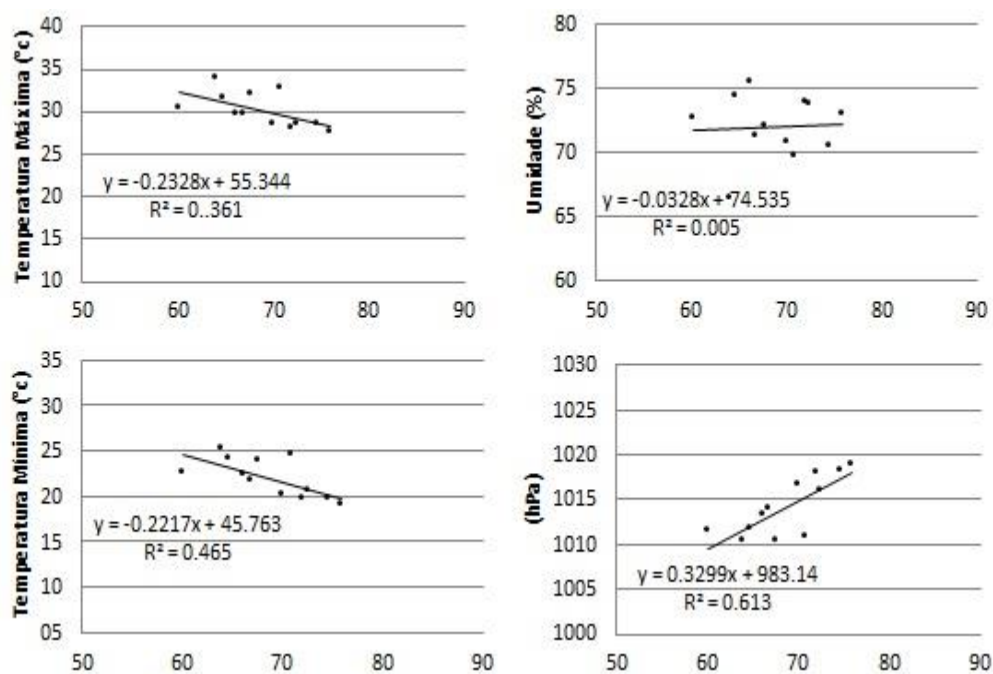 Temperatura Máxima (°c)
40
35
30
25
20
15
10
y = -0.2328x + 55.344
R² = 0..361
50 60 70 80 90
Umidade (%)
80
75
70
65
60
y = -0.0328x + 74.535
R² = 0.005
50 60 70 80 90
Temperatura Mínima (°c)
35
30
25
20
15
10
05
y = -0.2217x + 45.763
R² = 0.465
50 60 70 80 90
(hPa)
1030
1025
1020
1015
1010
1005
1000
y = 0.3299x + 983.14
R² = 0.613
50 60 70 80 90